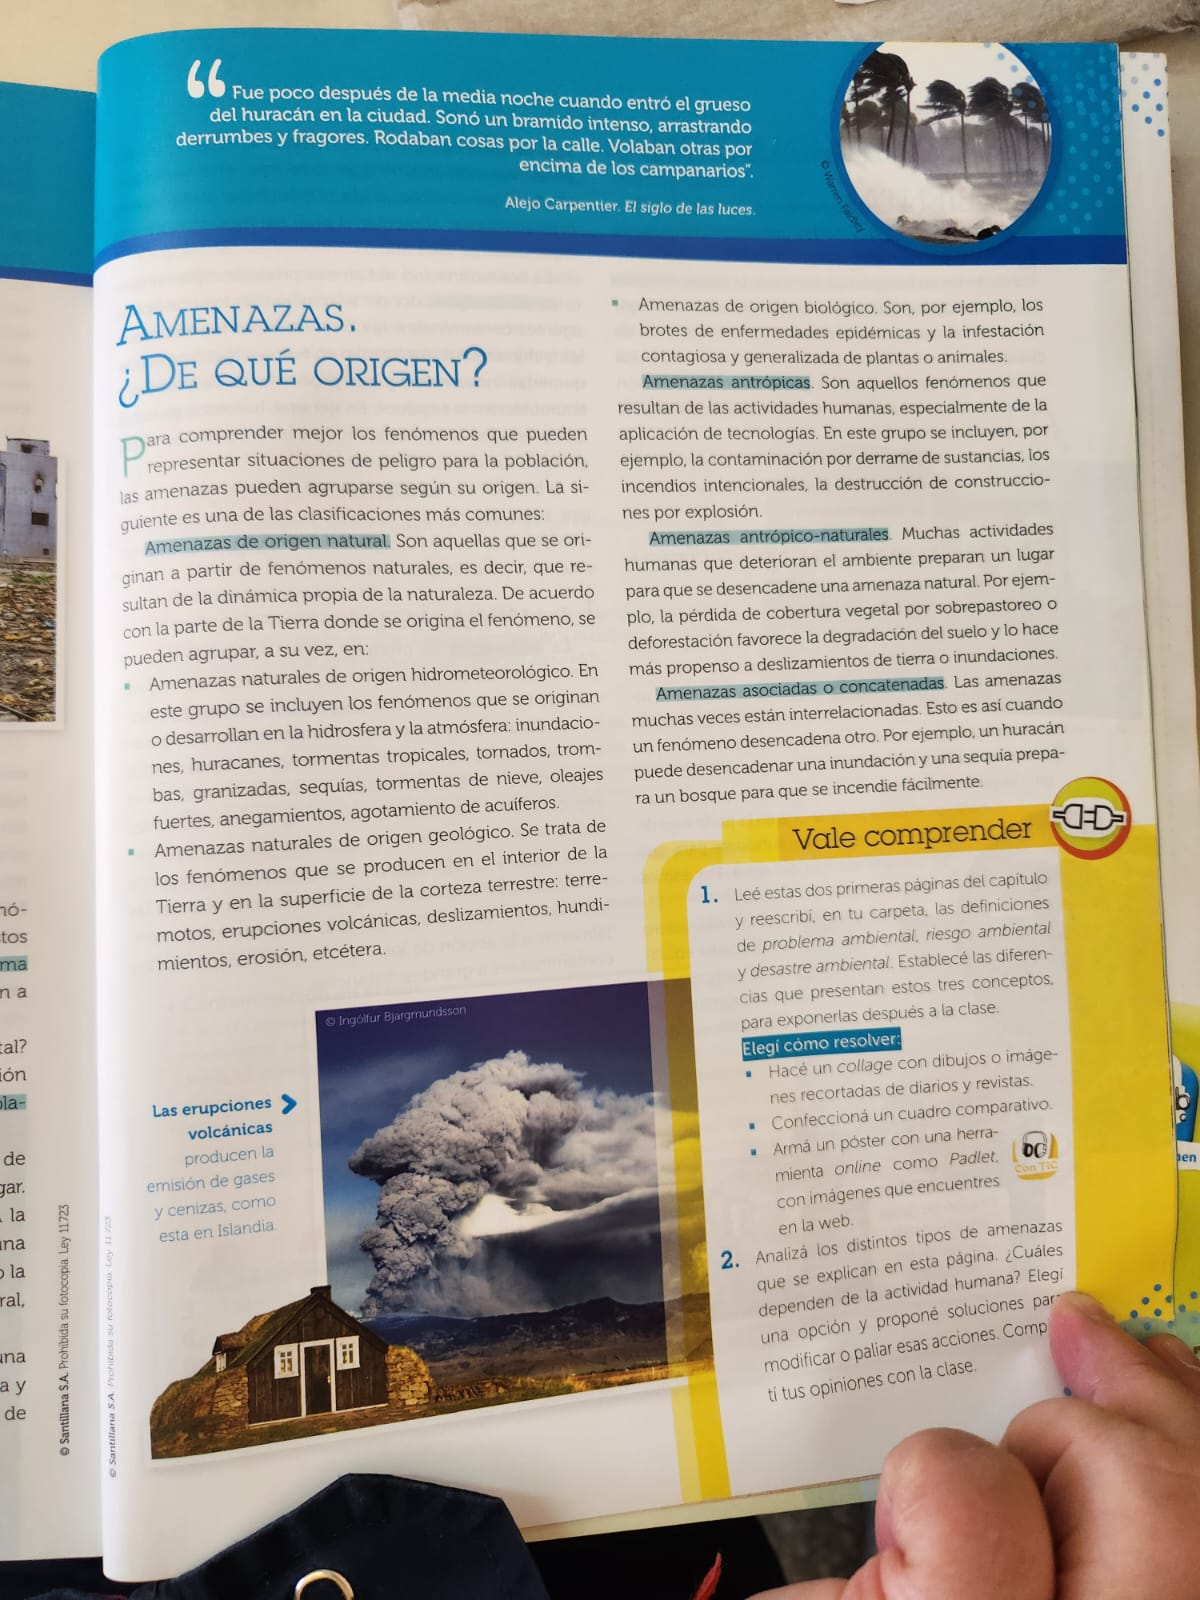 “Fue poco después de la media noche cuando entró el grueso
del huracán en la ciudad. Sonó un bramido intenso, arrastrando
derrumbes y fragores. Rodaban cosas por la calle. Volaban otras por
encima de los campanarios”.
Alejo Carpentier. El siglo de las luces.
© Warren Faidley
AMENAZAS.
¿DE QUÉ ORIGEN?
Para comprender mejor los fenómenos que pueden
representar situaciones de peligro para la población,
las amenazas pueden agruparse según su origen. La si-
guiente es una de las clasificaciones más comunes:
Amenazas de origen natural. Son aquellas que se ori-
ginan a partir de fenómenos naturales, es decir, que re-
sultan de la dinámica propia de la naturaleza. De acuerdo
con la parte de la Tierra donde se origina el fenómeno, se
pueden agrupar, a su vez, en:
▪ Amenazas naturales de origen hidrometeorológico. En
este grupo se incluyen los fenómenos que se originan
o desarrollan en la hidrosfera y la atmósfera: inundacio-
nes, huracanes, tormentas tropicales, tornados, trom-
bas, granizadas, sequías, tormentas de nieve, oleajes
fuertes, anegamientos, agotamiento de acuíferos.
▪ Amenazas naturales de origen geológico. Se trata de
los fenómenos que se producen en el interior de la
Tierra y en la superficie de la corteza terrestre: terre-
motos, erupciones volcánicas, deslizamientos, hundi-
mientos, erosión, etcétera.
▪ Amenazas de origen biológico. Son, por ejemplo, los
brotes de enfermedades epidémicas y la infestación
contagiosa y generalizada de plantas o animales.
Amenazas antrópicas. Son aquellos fenómenos que
resultan de las actividades humanas, especialmente de la
aplicación de tecnologías. En este grupo se incluyen, por
ejemplo, la contaminación por derrame de sustancias, los
incendios intencionales, la destrucción de construccio-
nes por explosión.
Amenazas antrópico-naturales. Muchas actividades
humanas que deterioran el ambiente preparan un lugar
para que se desencadene una amenaza natural. Por ejem-
plo, la pérdida de cobertura vegetal por sobrepastoreo o
deforestación favorece la degradación del suelo y lo hace
más propenso a deslizamientos de tierra o inundaciones.
Amenazas asociadas o concatenadas. Las amenazas
muchas veces están interrelacionadas. Esto es así cuando
un fenómeno desencadena otro. Por ejemplo, un huracán
puede desencadenar una inundación y una sequía prepa-
ra un bosque para que se incendie fácilmente.
© Ingólfur Bjargmundsson
Las erupciones
volcánicas
producen la
emisión de gases
y cenizas, como
esta en Islandia.
Vale comprender
1. Leé estas dos primeras páginas del capítulo
y reescribí, en tu carpeta, las definiciones
de problema ambiental, riesgo ambiental
y desastre ambiental. Establecé las diferen-
cias que presentan estos tres conceptos,
para exponerlas después a la clase.
Elegí cómo resolver:
▪ Hacé un collage con dibujos o imáge-
nes recortadas de diarios y revistas.
▪ Confeccioná un cuadro comparativo.
▪ Armá un póster con una herra-
mienta online como Padlet,
con imágenes que encuentres
en la web.
Con TIC
2. Analizá los distintos tipos de amenazas
que se explican en esta página. ¿Cuáles
dependen de la actividad humana? Elegí
una opción y proponé soluciones para
modificar o paliar esas acciones. Comp
tí tus opiniones con la clase.
© Santillana S.A. Prohibida su fotocopia. Ley 11.723
© Santillana S.A. Prohibida su fotocopia. Ley 11.723
nó-
tos
ma
n a
tal?
ión
ola-
de
gar.
la
una
o la
ral,
una
a y
de